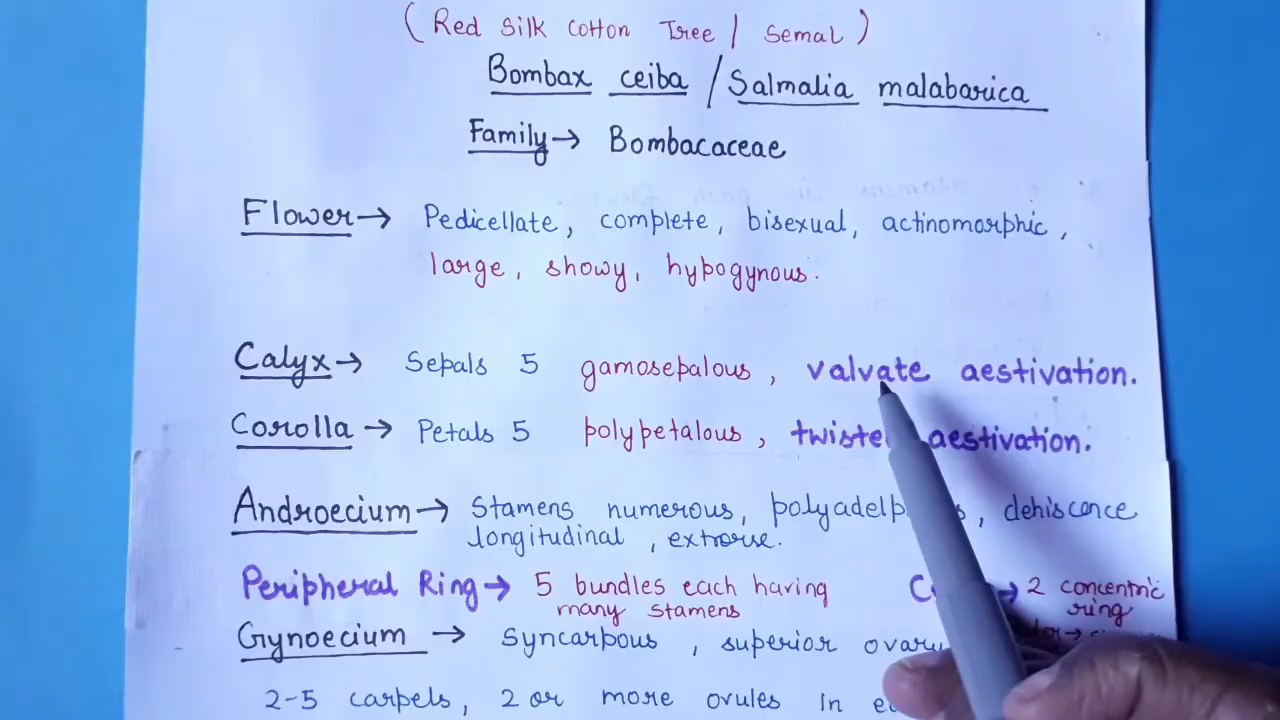 (Red Silk Cotton Tree / Semal)
Bombax ceiba / Salmalia malabarica
Family → Bombacaceae
Flower → Pedicellate, complete, bisexual, actinomorphic,
large, showy, hypogynous.
Calyx → Sepals 5 gamosepalous, valvate aestivation.
Corolla → Petals 5 polypetalous, aestivation.
Androecium → Stamens numerous, dehiscence
longitudinal, extrorse.
Peripheral Ring → 5 bundles each having → 2 concentric
many stamens ring
Gynoecium → Syncarpous, superior ovary
2-5 carpels, 2 or more ovules in